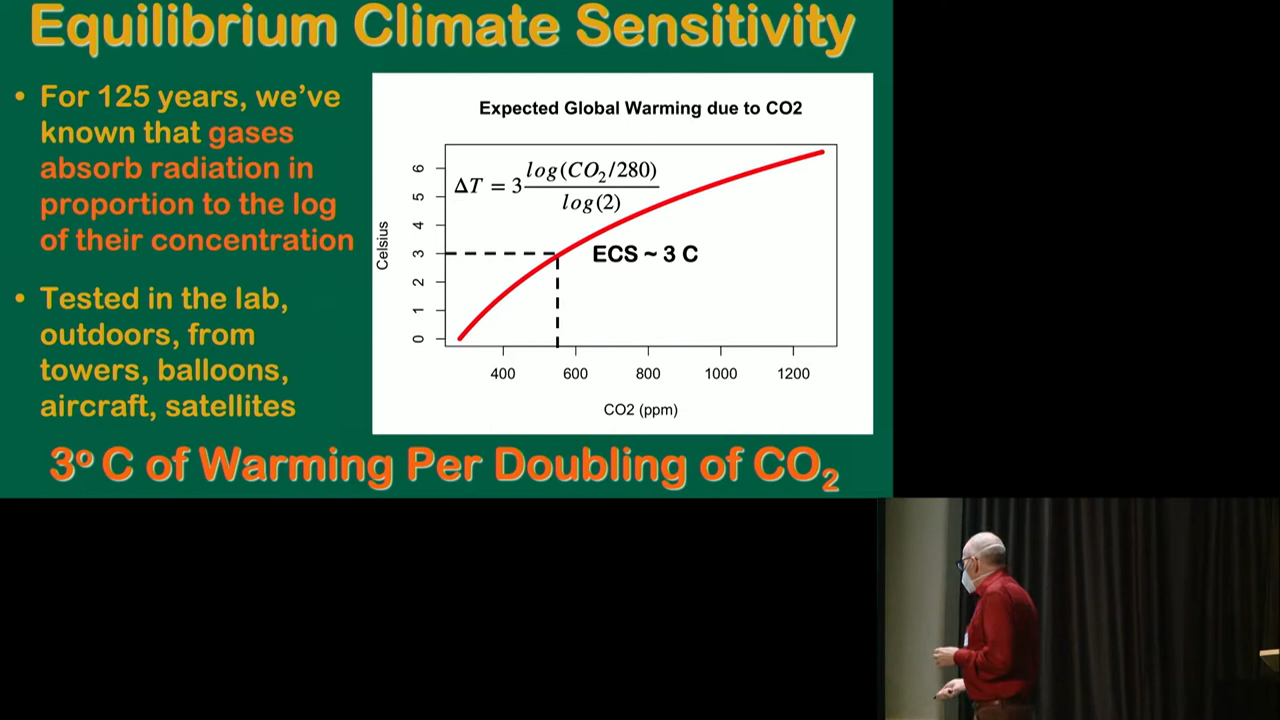 Equilibrium Climate Sensitivity
• For 125 years, we've
known that gases
absorb radiation in
proportion to the log
of their concentration
• Tested in the lab,
outdoors, from
towers, balloons,
aircraft, satellites
Expected Global Warming due to CO2
ΔT = 3 log(CO₂/280) / log(2)
ECS ~ 3 C
Celsius
6
5
4
3
2
1
0
400 600 800 1000 1200
CO2 (ppm)
3º C of Warming Per Doubling of CO₂